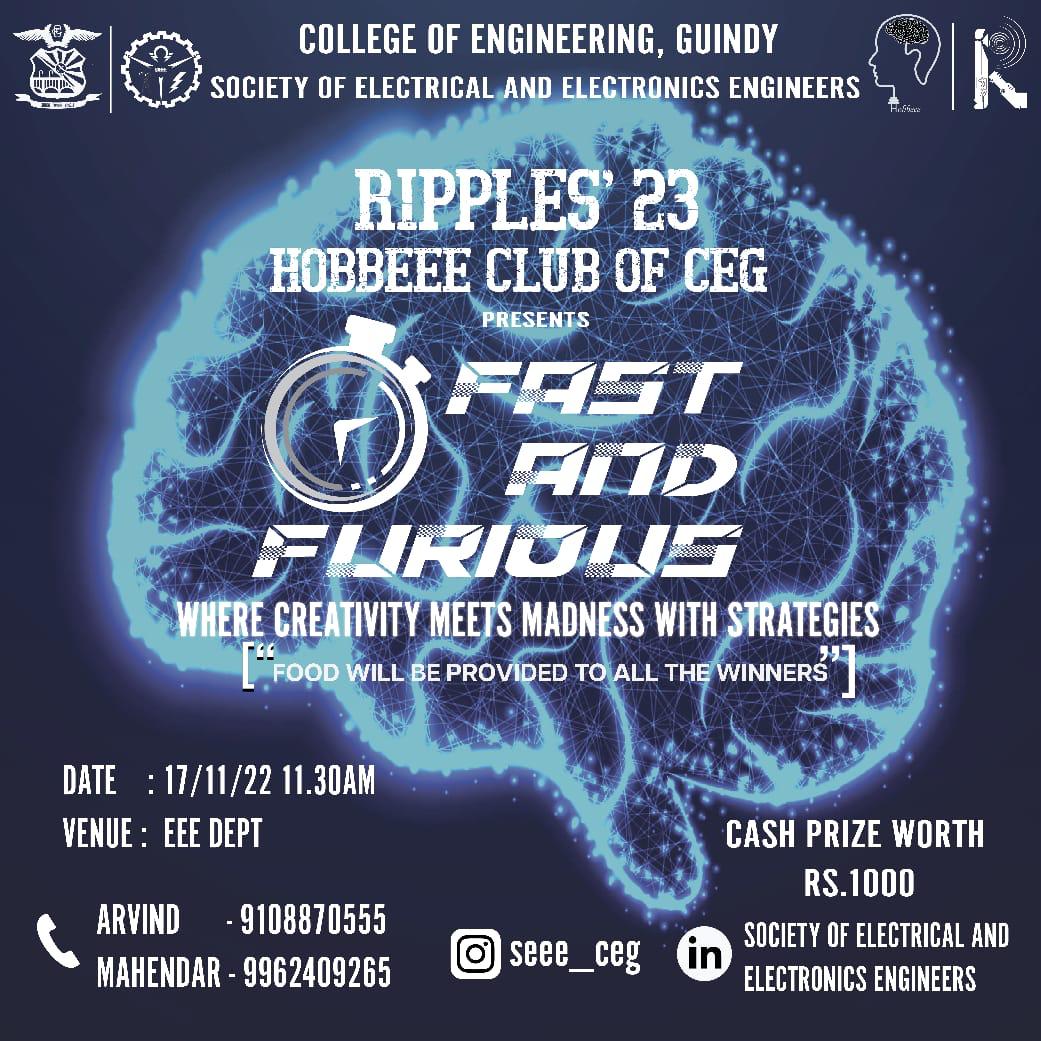 COLLEGE OF ENGINEERING, GUINDY
SOCIETY OF ELECTRICAL AND ELECTRONICS ENGINEERS
Hobbeee
RIPPLES' 23
HOBBEEE CLUB OF CEG
PRESENTS
FAST
AND
FURIOUS
WHERE CREATIVITY MEETS MADNESS WITH STRATEGIES
[“FOOD WILL BE PROVIDED TO ALL THE WINNERS”]
DATE : 17/11/22 11.30AM
VENUE : EEE DEPT
CASH PRIZE WORTH
RS.1000
ARVIND - 9108870555
MAHENDAR - 9962409265
seee_ceg
in
SOCIETY OF ELECTRICAL AND
ELECTRONICS ENGINEERS